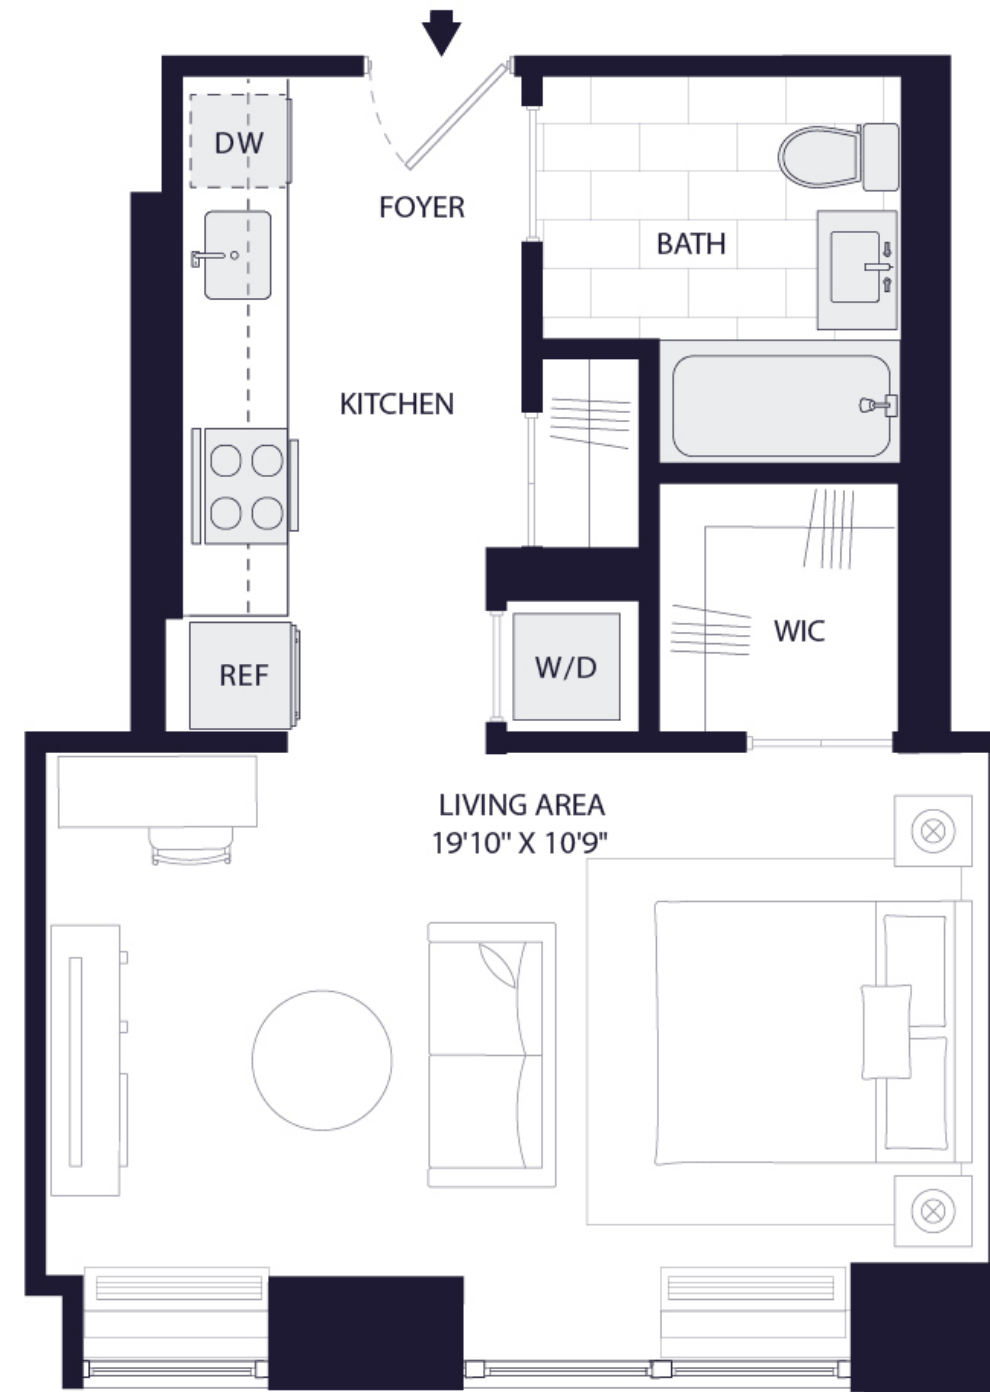 DW
FOYER
BATH
KITCHEN
WIC
W/D
REF
LIVING AREA
19'10" X 10'9"